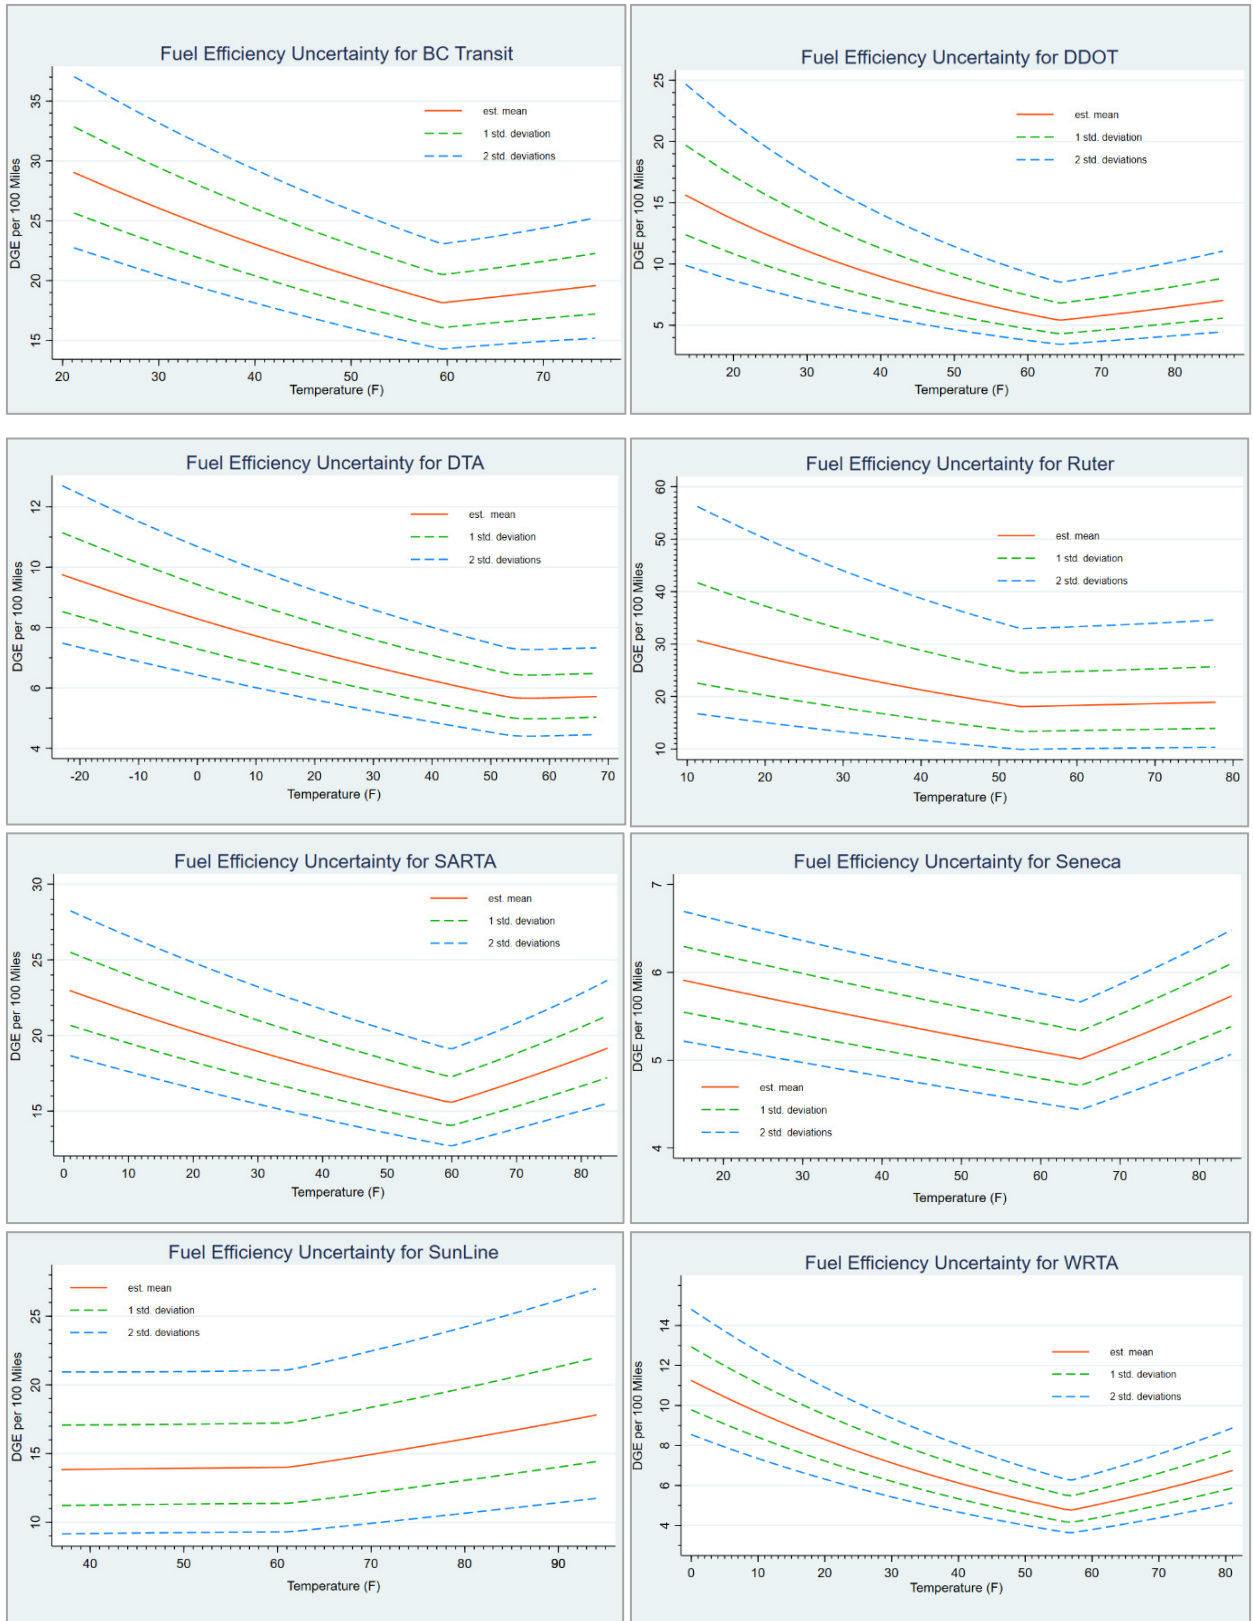 Fuel Efficiency Uncertainty for BC Transit
DGE per 100 Miles
35
30
25
20
15
est. mean
1 std. deviation
2 std. deviations
20 30 40 50 60 70
Temperature (F)
Fuel Efficiency Uncertainty for DDOT
DGE per 100 Miles
25
20
15
10
5
est. mean
1 std. deviation
2 std. deviations
20 30 40 50 60 70 80
Temperature (F)
Fuel Efficiency Uncertainty for DTA
DGE per 100 Miles
12
10
8
6
4
est. mean
1 std. deviation
2 std. deviations
-20 -10 0 10 20 30 40 50 60 70
Temperature (F)
Fuel Efficiency Uncertainty for Ruter
DGE per 100 Miles
60
50
40
30
20
10
est. mean
1 std. deviation
2 std. deviations
10 20 30 40 50 60 70 80
Temperature (F)
Fuel Efficiency Uncertainty for SARTA
DGE per 100 Miles
30
25
20
15
est. mean
1 std. deviation
2 std. deviations
0 10 20 30 40 50 60 70 80
Temperature (F)
Fuel Efficiency Uncertainty for Seneca
DGE per 100 Miles
7
6
5
4
est. mean
1 std. deviation
2 std. deviations
20 30 40 50 60 70 80
Temperature (F)
Fuel Efficiency Uncertainty for SunLine
DGE per 100 Miles
25
20
15
10
est. mean
1 std. deviation
2 std. deviations
40 50 60 70 80 90
Temperature (F)
Fuel Efficiency Uncertainty for WRTA
DGE per 100 Miles
14
12
10
8
6
4
est. mean
1 std. deviation
2 std. deviations
0 10 20 30 40 50 60 70 80
Temperature (F)